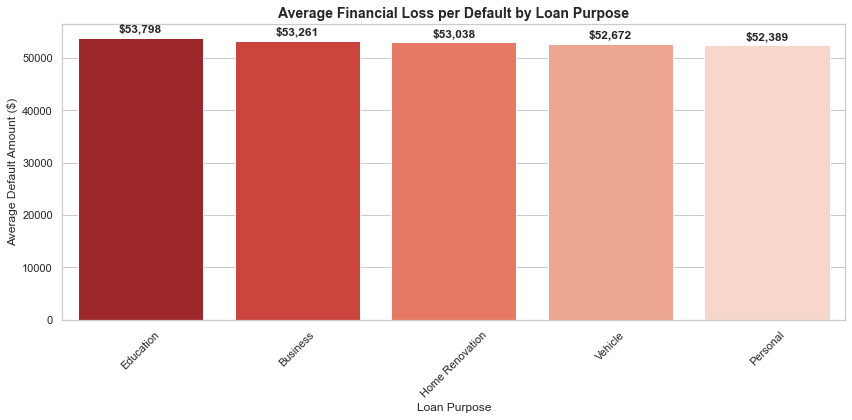 Average Financial Loss per Default by Loan Purpose
$53,798
$53,261
$53,038
$52,672
$52,389
Average Default Amount ($)
50000
40000
30000
20000
10000
0
Education
Business
Home Renovation
Vehicle
Personal
Loan Purpose